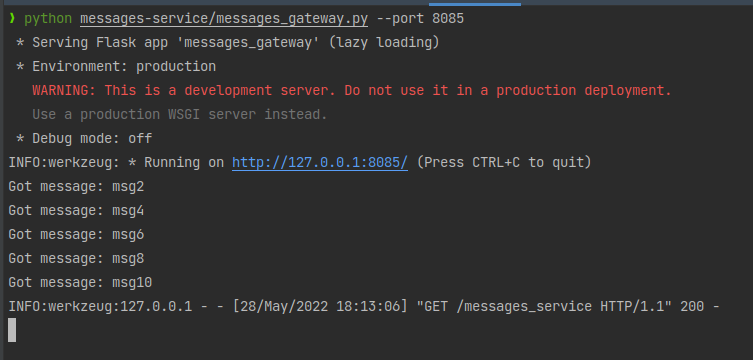 ❯ python messages-service/messages_gateway.py --port 8085
* Serving Flask app 'messages_gateway' (lazy loading)
* Environment: production
WARNING: This is a development server. Do not use it in a production deployment.
Use a production WSGI server instead.
* Debug mode: off
INFO:werkzeug: * Running on http://127.0.0.1:8085/ (Press CTRL+C to quit)
Got message: msg2
Got message: msg4
Got message: msg6
Got message: msg8
Got message: msg10
INFO:werkzeug:127.0.0.1 - - [28/May/2022 18:13:06] "GET /messages_service HTTP/1.1" 200 -